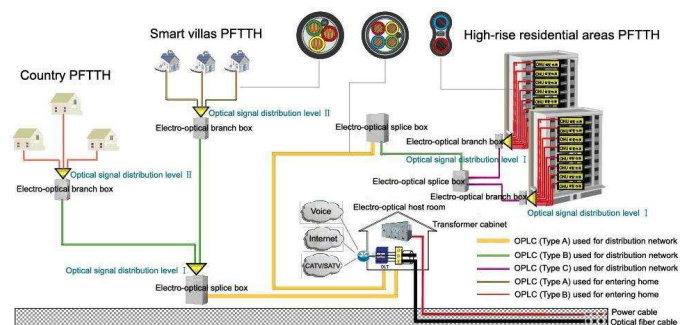 Smart villas PFTTH
High-rise residential areas PFTTH
Country PFTTH
Optical signal distribution level II
Electro-optical branch box
Electro-optical splice box
Electro-optical branch box
Optical signal distribution level I
Optical signal distribution level II
Electro-optical branch box
Electro-optical splice box
Electro-optical branch box
Optical signal distribution level I
Electro-optical host room
Transformer cabinet
Voice
Internet
CATV/SATV
OLT
Optical signal distribution level I
Electro-optical splice box
OPLC (Type A) used for distribution network
OPLC (Type B) used for distribution network
OPLC (Type C) used for distribution network
OPLC (Type A) used for entering home
OPLC (Type B) used for entering home
Power cable
Optical fiber cable